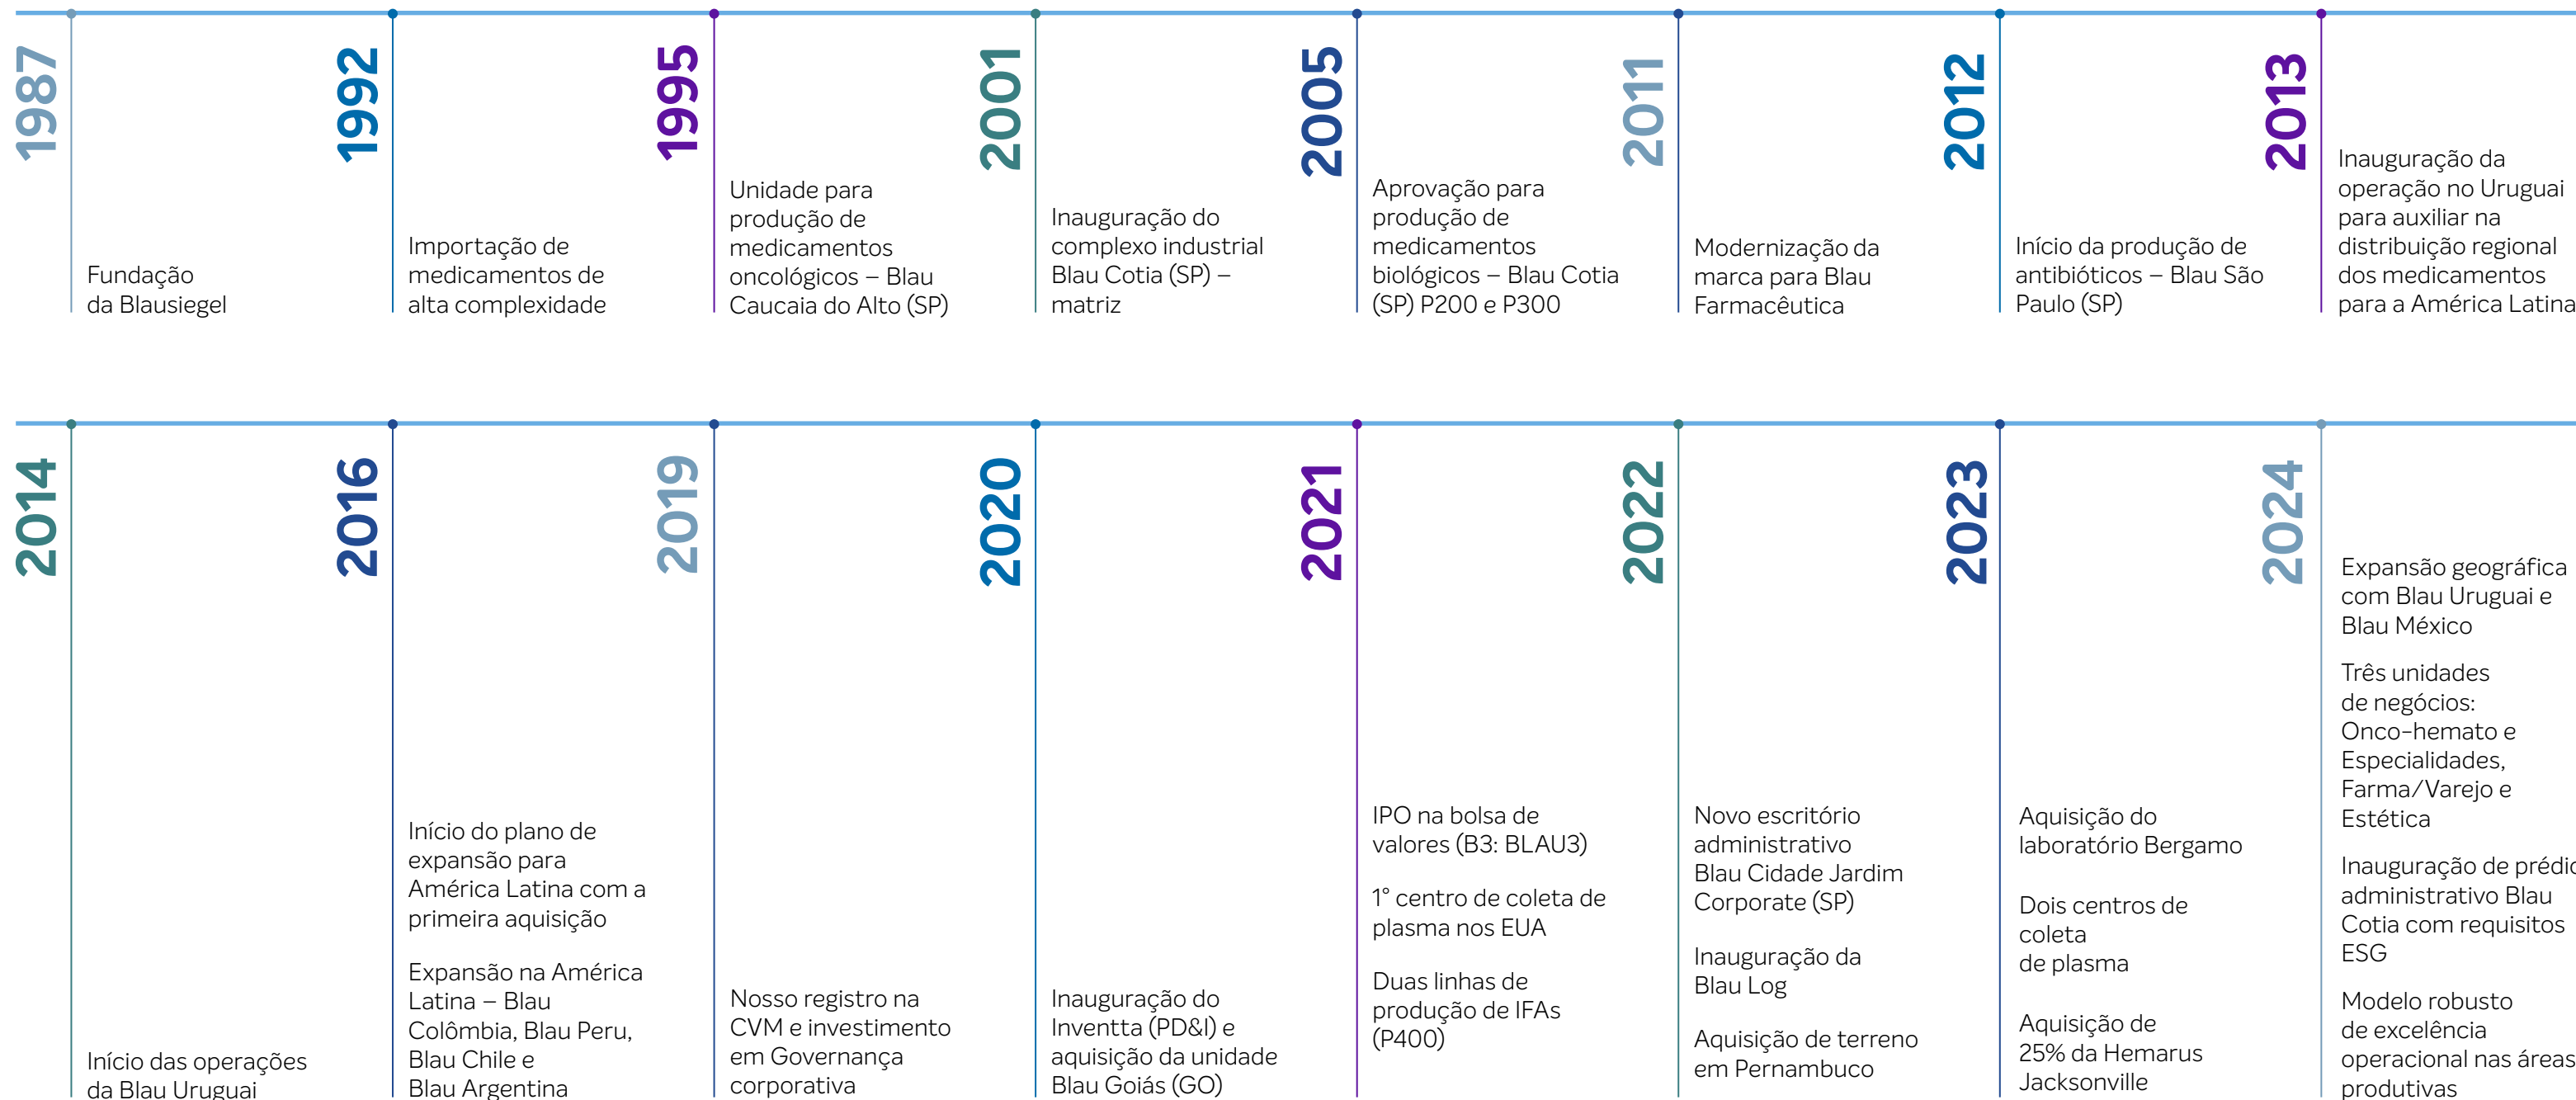 1987
Fundação
da Blausiegel
1992
Importação de
medicamentos de
alta complexidade
1995
Unidade para
produção de
medicamentos
oncológicos – Blau
Caucaia do Alto (SP)
2001
Inauguração do
complexo industrial
Blau Cotia (SP) –
matriz
2005
Aprovação para
produção de
medicamentos
biológicos – Blau Cotia
(SP) P200 e P300
2011
Modernização da
marca para Blau
Farmacêutica
2012
Início da produção de
antibióticos – Blau São
Paulo (SP)
2013
Inauguração da
operação no Uruguai
para auxiliar na
distribuição regional
dos medicamentos
para a América Latina
2014
Início das operações
da Blau Uruguai
2016
Início do plano de
expansão para
América Latina com a
primeira aquisição
Expansão na América
Latina – Blau
Colômbia, Blau Peru,
Blau Chile e
Blau Argentina
2019
Nosso registro na
CVM e investimento
em Governança
corporativa
2020
Inauguração do
Inventta (PD&I) e
aquisição da unidade
Blau Goiás (GO)
2021
IPO na bolsa de
valores (B3: BLAU3)
1° centro de coleta de
plasma nos EUA
Duas linhas de
produção de IFAs
(P400)
2022
Novo escritório
administrativo
Blau Cidade Jardim
Corporate (SP)
Inauguração da
Blau Log
Aquisição de terreno
em Pernambuco
2023
Aquisição do
laboratório Bergamo
Dois centros de
coleta
de plasma
Aquisição de
25% da Hemarus
Jacksonville
2024
Expansão geográfica
com Blau Uruguai e
Blau México
Três unidades
de negócios:
Onco-hemato e
Especialidades,
Farma/Varejo e
Estética
Inauguração de prédio
administrativo Blau
Cotia com requisitos
ESG
Modelo robusto
de excelência
operacional nas áreas
produtivas